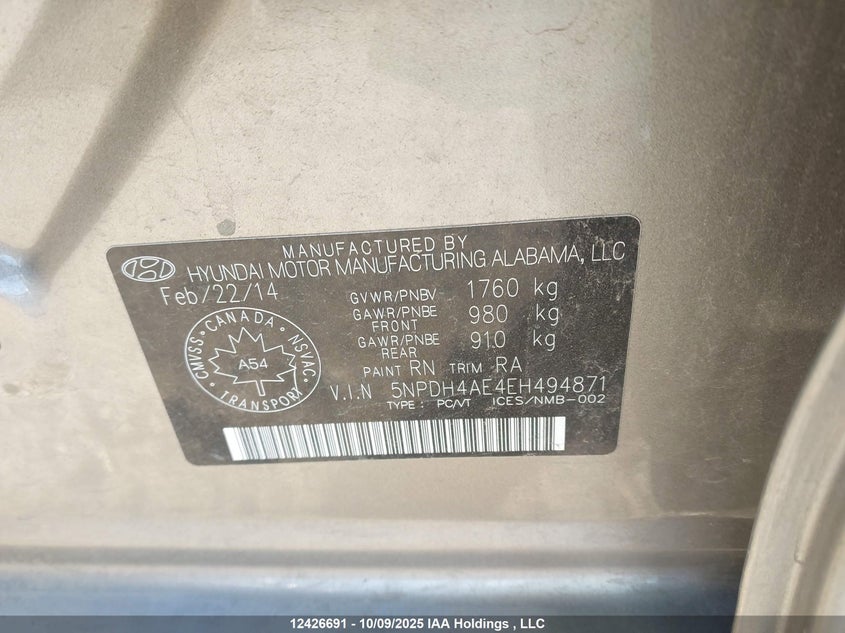 MANUFACTURED BY
HYUNDAI MOTOR MANUFACTURING ALABAMA, LLC
Feb/22/14
GVWR/PNBV 1760 kg
GAWR/PNBE FRONT 980 kg
GAWR/PNBE REAR 910 kg
PAINT RN TRIM RA
V.I.N 5NPDH4AE4EH494871
TYPE: PC/VT ICES/NMB-002
CANADA
CMVSS · NSVAC
A54
TRANSPORT
12426691 - 10/09/2025 IAA Holdings , LLC